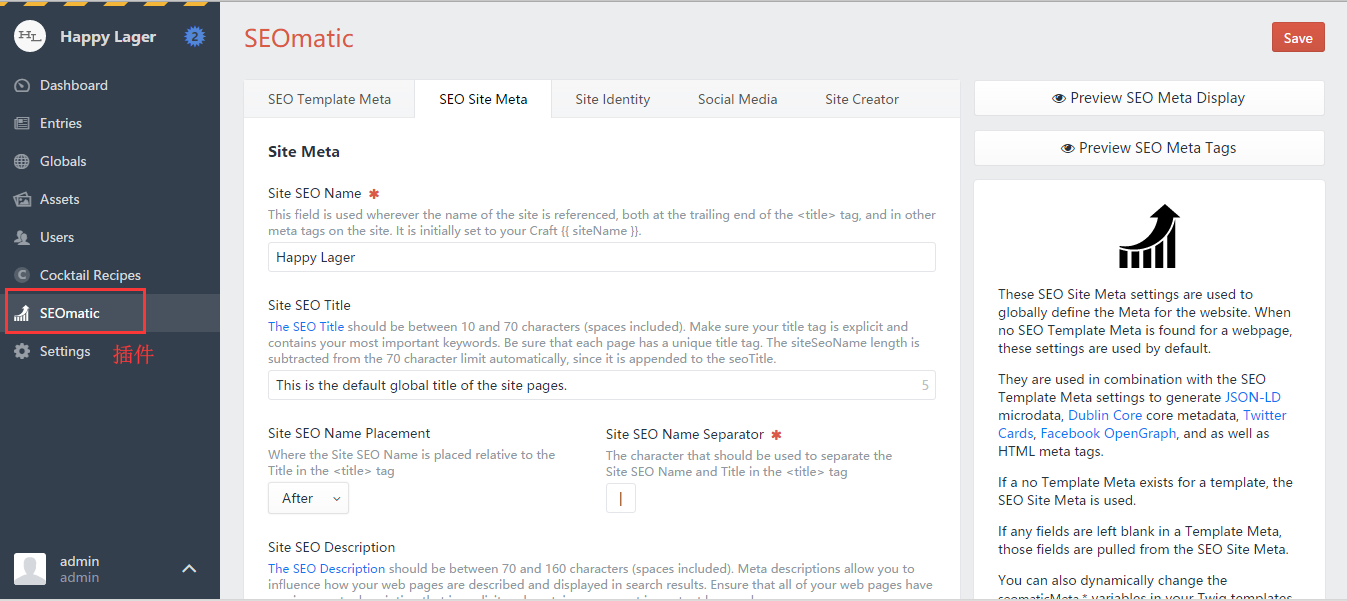 HL
Happy Lager
2
Dashboard
Entries
Globals
Assets
Users
C
Cocktail Recipes
SEOmatic
Settings
插件
admin
admin
SEOmatic
Save
SEO Template Meta
SEO Site Meta
Site Identity
Social Media
Site Creator
Site Meta
Site SEO Name ✱
This field is used wherever the name of the site is referenced, both at the trailing end of the <title> tag, and in other
meta tags on the site. It is initially set to your Craft {{ siteName }}.
Happy Lager
Site SEO Title
The SEO Title should be between 10 and 70 characters (spaces included). Make sure your title tag is explicit and
contains your most important keywords. Be sure that each page has a unique title tag. The siteSeoName length is
subtracted from the 70 character limit automatically, since it is appended to the seoTitle.
This is the default global title of the site pages.
5
Site SEO Name Placement
Where the Site SEO Name is placed relative to the
Title in the <title> tag
After
Site SEO Name Separator ✱
The character that should be used to separate the
Site SEO Name and Title in the <title> tag
|
Site SEO Description
The SEO Description should be between 70 and 160 characters (spaces included). Meta descriptions allow you to
influence how your web pages are described and displayed in search results. Ensure that all of your web pages have
Preview SEO Meta Display
Preview SEO Meta Tags
These SEO Site Meta settings are used to
globally define the Meta for the website. When
no SEO Template Meta is found for a webpage,
these settings are used by default.
They are used in combination with the SEO
Template Meta settings to generate JSON-LD
microdata, Dublin Core core metadata, Twitter
Cards, Facebook OpenGraph, and as well as
HTML meta tags.
If a no Template Meta exists for a template, the
SEO Site Meta is used.
If any fields are left blank in a Template Meta,
those fields are pulled from the SEO Site Meta.
You can also dynamically change the
seomaticMeta.* variables in your Twig templates